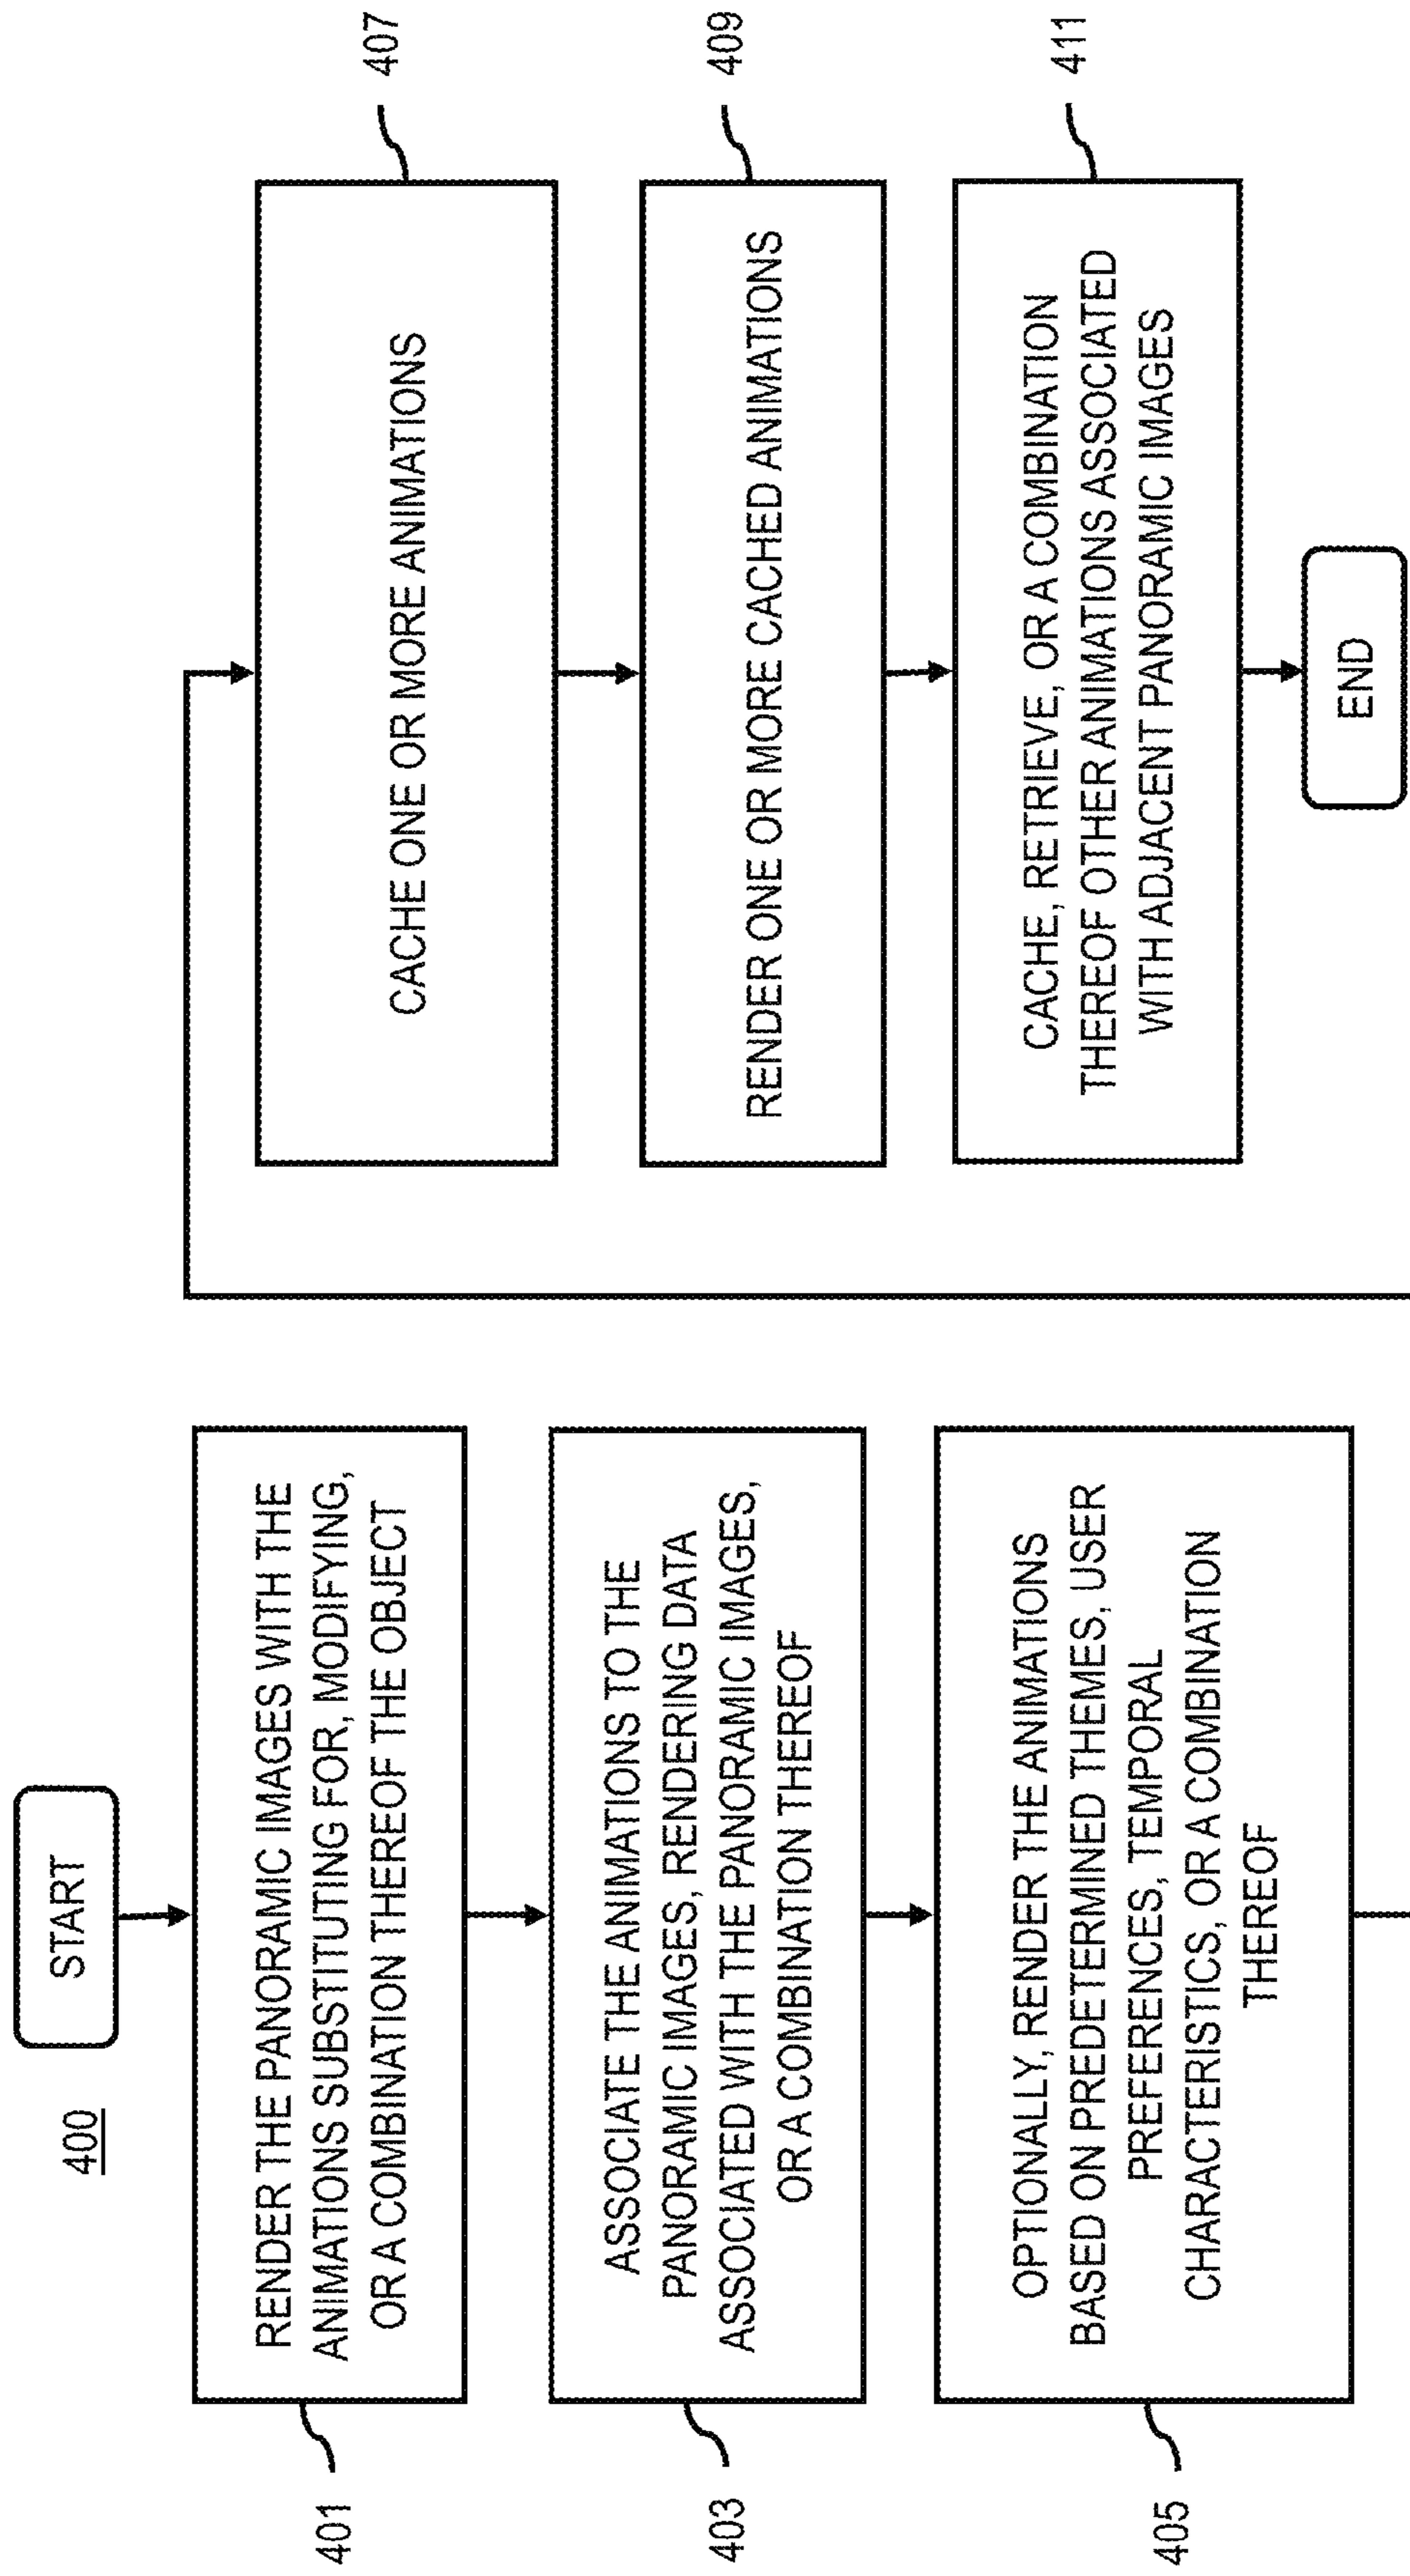 400
START
401
RENDER THE PANORAMIC IMAGES WITH THE
ANIMATIONS SUBSTITUTING FOR, MODIFYING,
OR A COMBINATION THEREOF THE OBJECT
403
ASSOCIATE THE ANIMATIONS TO THE
PANORAMIC IMAGES, RENDERING DATA
ASSOCIATED WITH THE PANORAMIC IMAGES,
OR A COMBINATION THEREOF
405
OPTIONALLY, RENDER THE ANIMATIONS
BASED ON PREDETERMINED THEMES, USER
PREFERENCES, TEMPORAL
CHARACTERISTICS, OR A COMBINATION
THEREOF
CACHE ONE OR MORE ANIMATIONS
407
RENDER ONE OR MORE CACHED ANIMATIONS
409
CACHE, RETRIEVE, OR A COMBINATION
THEREOF OTHER ANIMATIONS ASSOCIATED
WITH ADJACENT PANORAMIC IMAGES
411
END